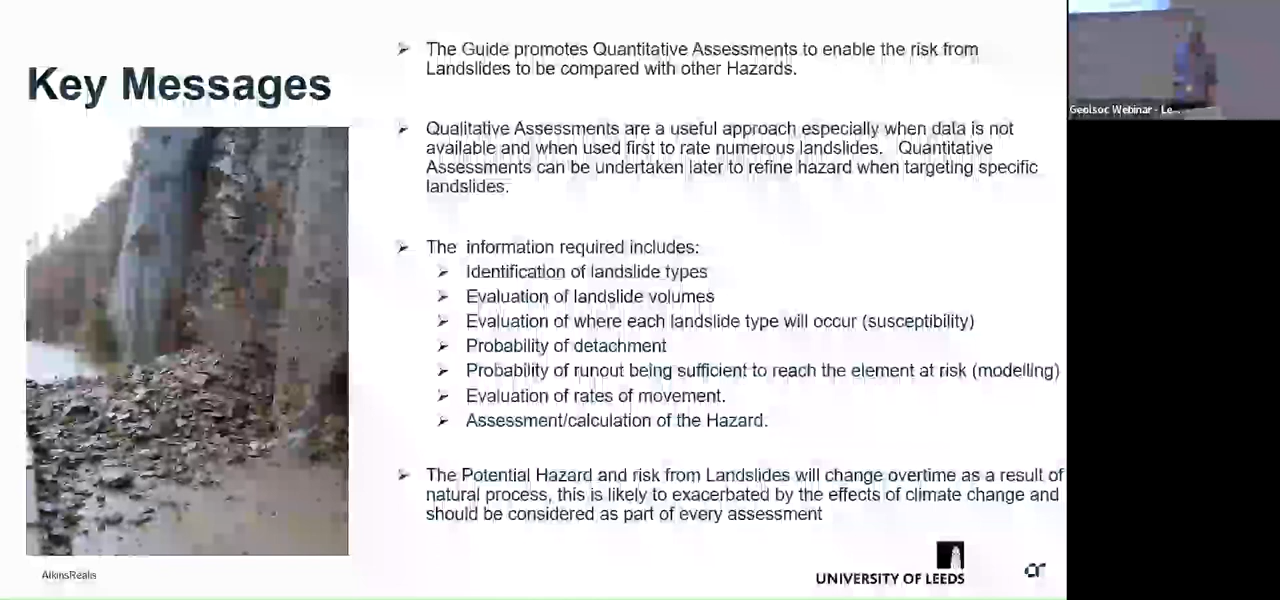 Key Messages
The Guide promotes Quantitative Assessments to enable the risk from
Landslides to be compared with other Hazards.
Qualitative Assessments are a useful approach especially when data is not
available and when used first to rate numerous landslides. Quantitative
Assessments can be undertaken later to refine hazard when targeting specific
landslides.
The information required includes:
Identification of landslide types
Evaluation of landslide volumes
Evaluation of where each landslide type will occur (susceptibility)
Probability of detachment
Probability of runout being sufficient to reach the element at risk (modelling)
Evaluation of rates of movement.
Assessment/calculation of the Hazard.
The Potential Hazard and risk from Landslides will change overtime as a result of
natural process, this is likely to exacerbated by the effects of climate change and
should be considered as part of every assessment
AtkinsRealis
UNIVERSITY OF LEEDS
Geolsoc Webinar - Le...